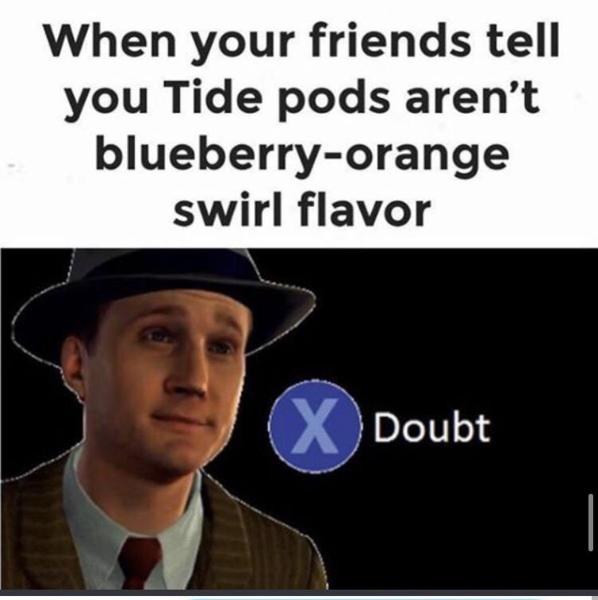 When your friends tell
you Tide pods aren’t
blueberry-orange
swirl flavor
X Doubt